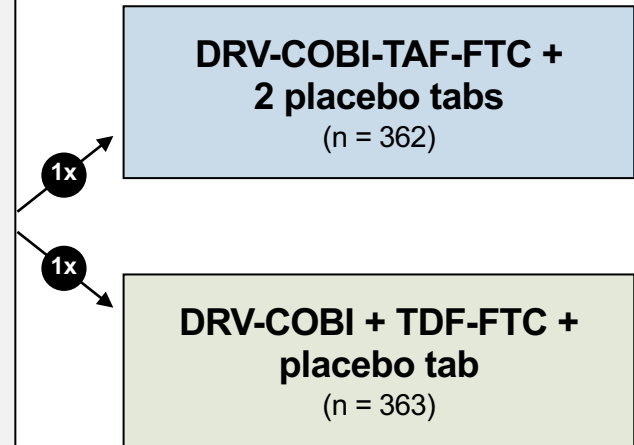 DRV-COBI-TAF-FTC +
2 placebo tabs
(n = 362)
1x
1x
DRV-COBI + TDF-FTC +
placebo tab
(n = 363)